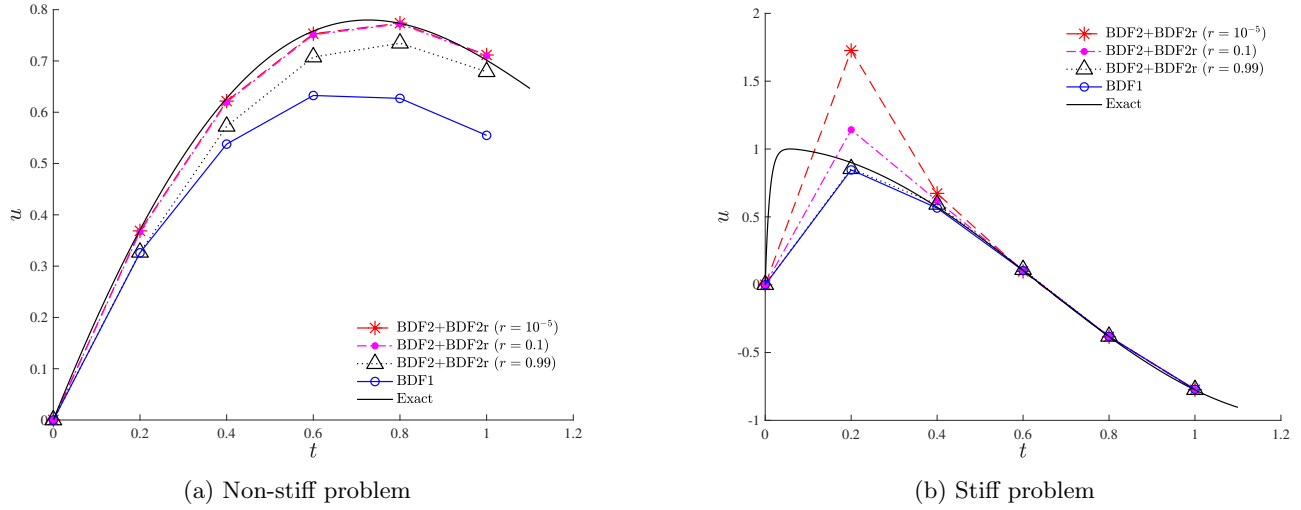 0.8
0.7
0.6
0.5
0.4
0.3
0.2
0.1
0
u
BDF2+BDF2r (r = 10⁻⁵)
BDF2+BDF2r (r = 0.1)
BDF2+BDF2r (r = 0.99)
BDF1
Exact
0 0.2 0.4 0.6 0.8 1 1.2
t
(a) Non-stiff problem
2
1.5
1
0.5
0
-0.5
-1
u
BDF2+BDF2r (r = 10⁻⁵)
BDF2+BDF2r (r = 0.1)
BDF2+BDF2r (r = 0.99)
BDF1
Exact
0 0.2 0.4 0.6 0.8 1 1.2
t
(b) Stiff problem